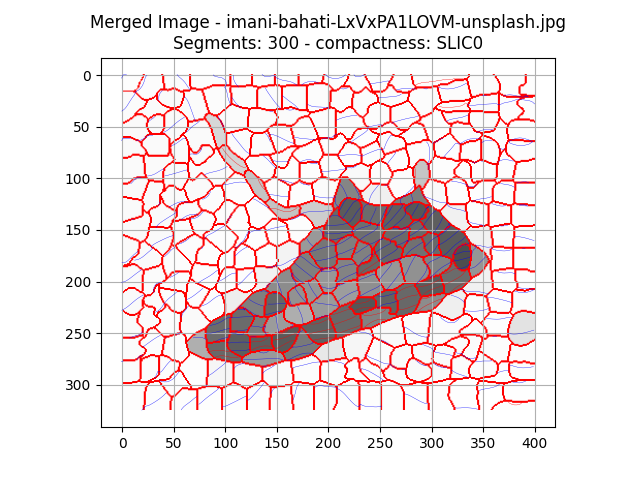 Merged Image - imani-bahati-LxVxPA1LOVM-unsplash.jpg
Segments: 300 - compactness: SLIC0
0
50
100
150
200
250
300
0 50 100 150 200 250 300 350 400